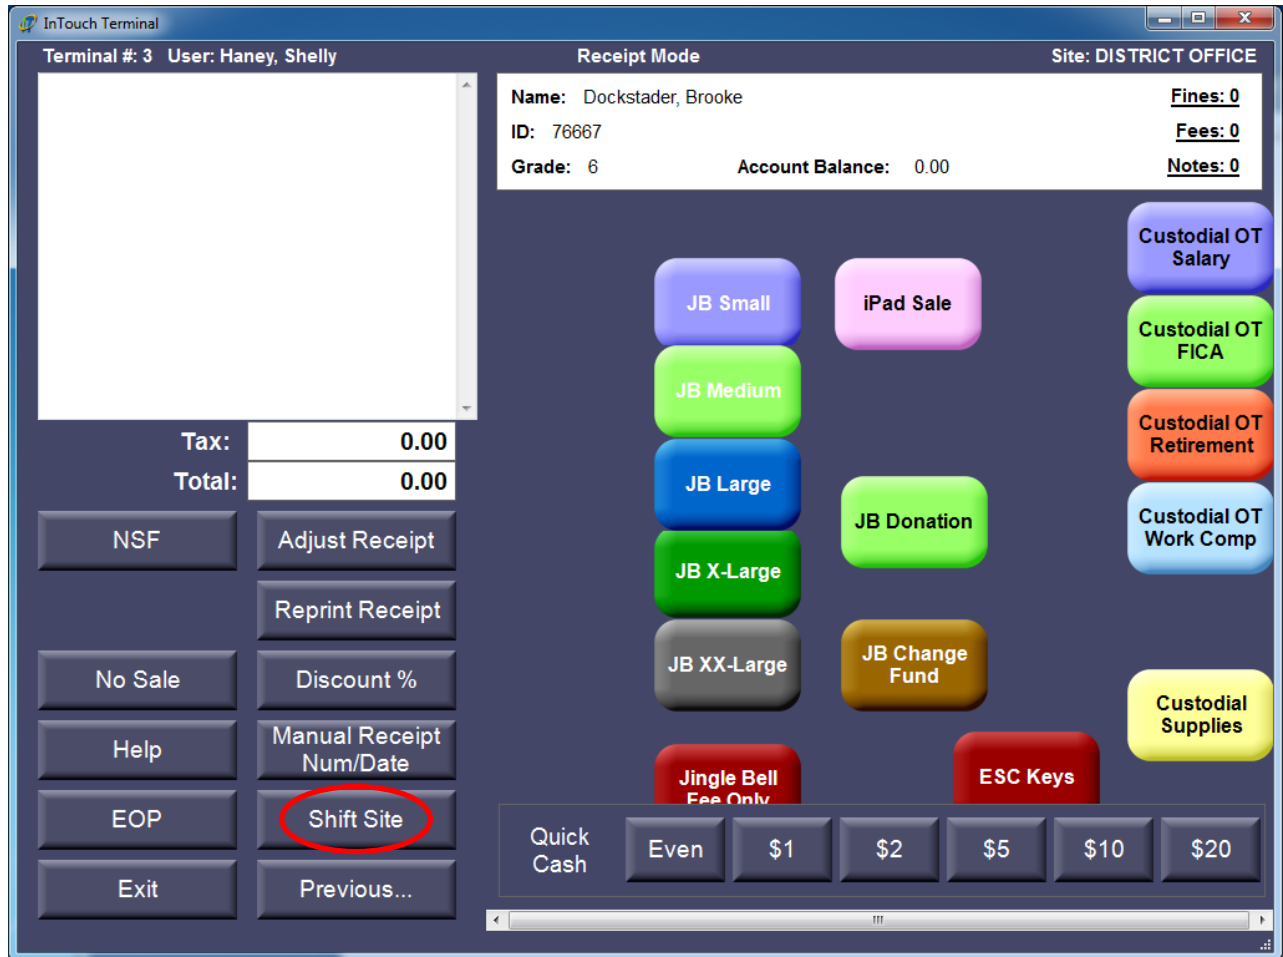 InTouch Terminal
Terminal #: 3 User: Haney, Shelly
Receipt Mode
Site: DISTRICT OFFICE
Name: Dockstader, Brooke
Fines: 0
ID: 76667
Fees: 0
Grade: 6
Account Balance: 0.00
Notes: 0
Tax: 0.00
Total: 0.00
NSF
Adjust Receipt
Reprint Receipt
No Sale
Discount %
Help
Manual Receipt
Num/Date
EOP
Shift Site
Exit
Previous...
JB Small
iPad Sale
JB Medium
JB Large
JB Donation
JB X-Large
JB XX-Large
JB Change
Fund
Jingle Bell
Fee Only
ESC Keys
Custodial OT
Salary
Custodial OT
FICA
Custodial OT
Retirement
Custodial OT
Work Comp
Custodial
Supplies
Quick
Cash
Even
$1
$2
$5
$10
$20